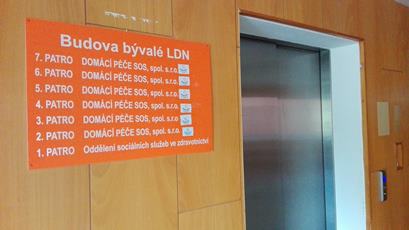 Budova bývalé LDN
7. PATRO DOMÁCÍ PÉČE SOS, spol. s.r.o.
6. PATRO DOMÁCÍ PÉČE SOS, spol. s.r.o.
5. PATRO DOMÁCÍ PÉČE SOS, spol. s.r.o
4. PATRO DOMÁCÍ PÉČE SOS, spol. s.r.o
3. PATRO DOMÁCÍ PÉČE SOS, spol. s.r.o
2. PATRO DOMÁCÍ PÉČE SOS, spol. s.r.o
1. PATRO Oddělení sociálních služeb ve zdravotnictví